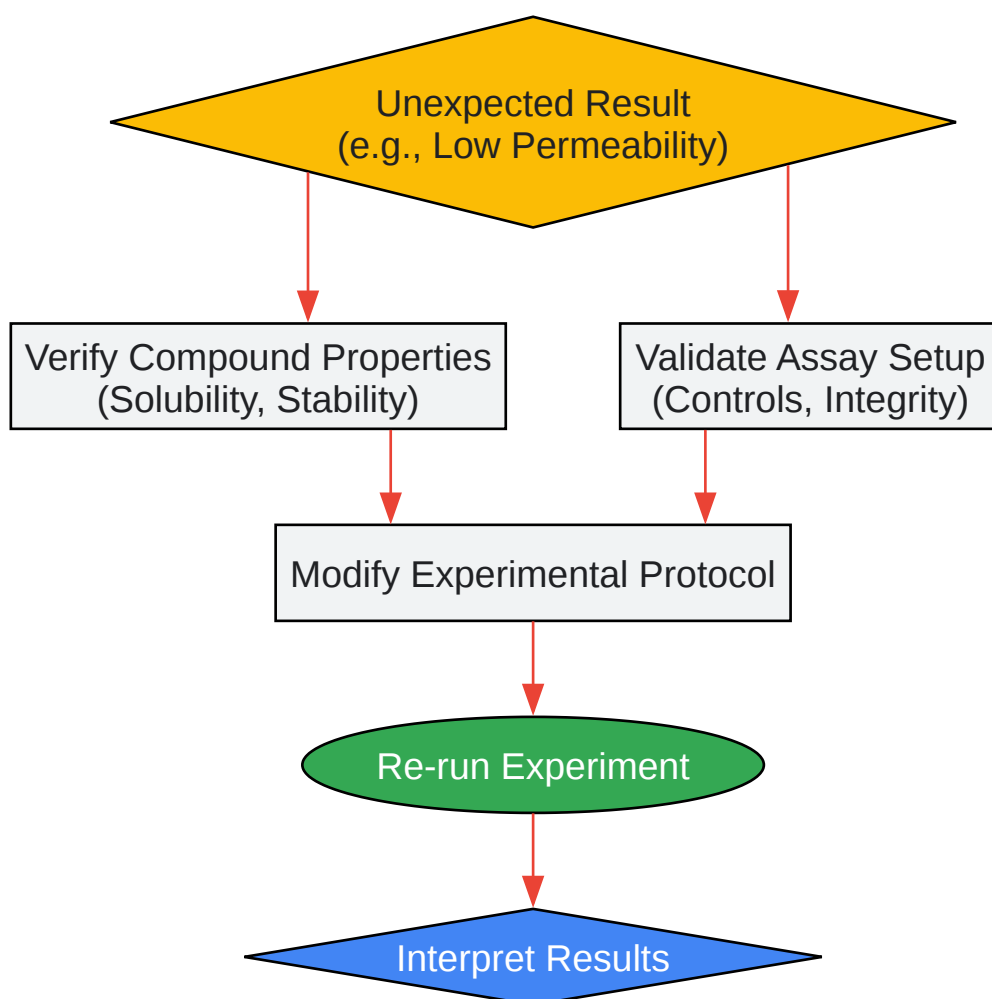 Unexpected Result
(e.g., Low Permeability)
Verify Compound Properties
(Solubility, Stability)
Validate Assay Setup
(Controls, Integrity)
Modify Experimental Protocol
Re-run Experiment
Interpret Results